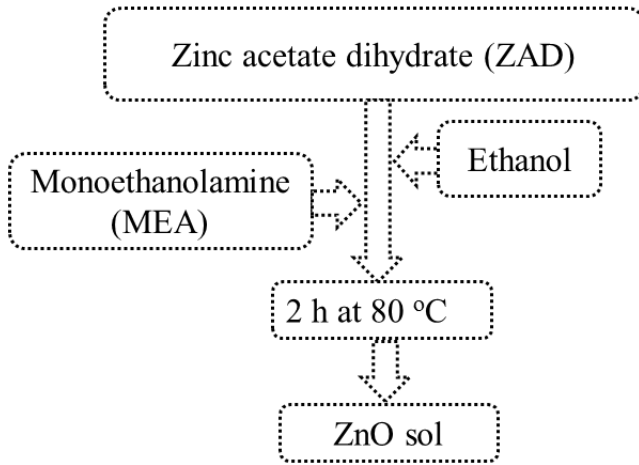 Zinc acetate dihydrate (ZAD)
Ethanol
Monoethanolamine
(MEA)
2 h at 80 °C
ZnO sol